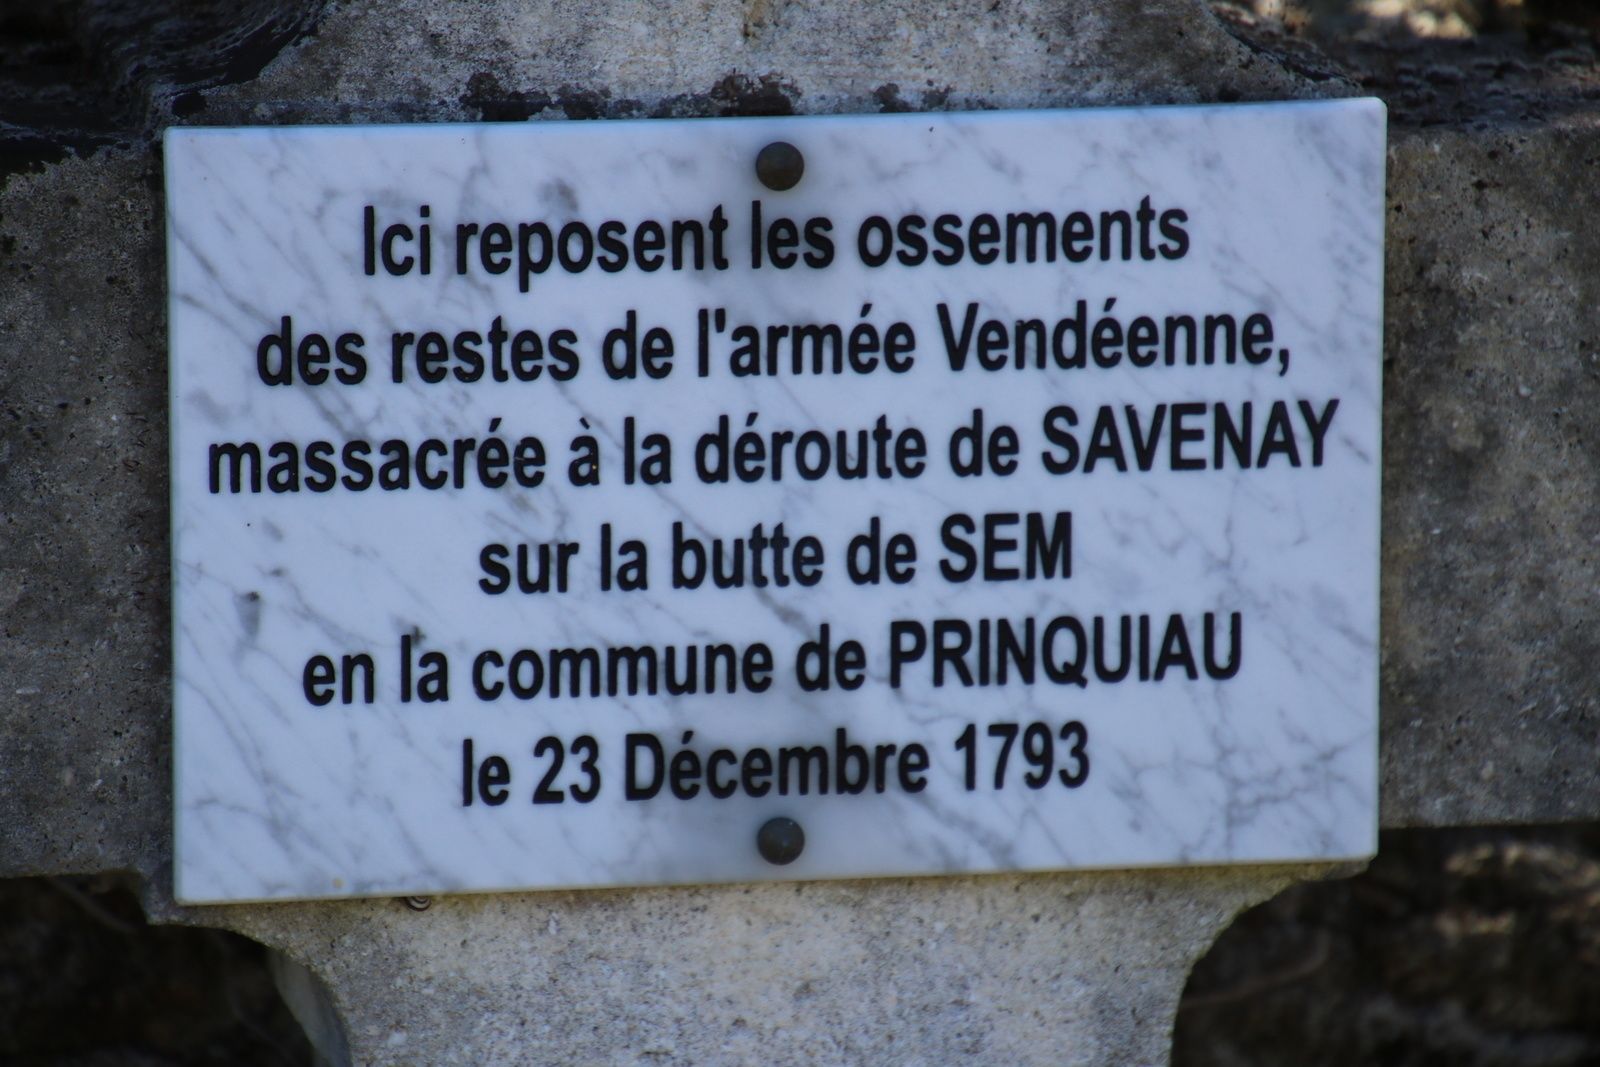 Ici reposent les ossements
des restes de l'armée Vendéenne,
massacrée à la déroute de SAVENAY
sur la butte de SEM
en la commune de PRINQUIAU
le 23 Décembre 1793